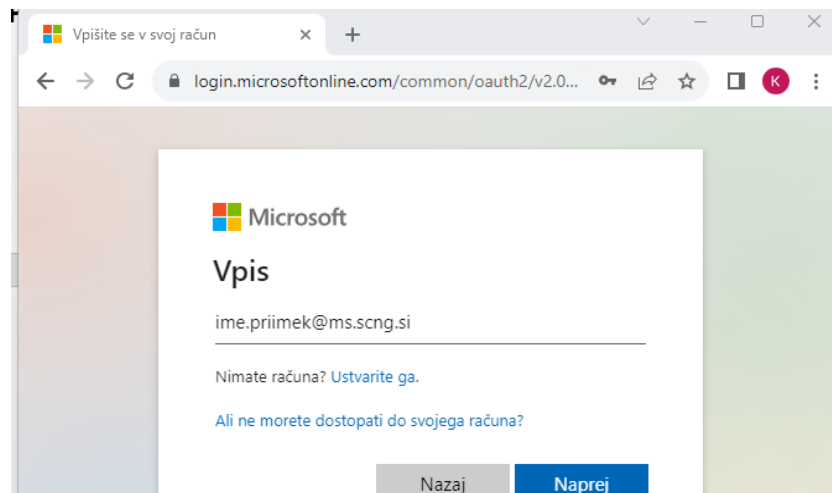 Vpišite se v svoj račun
login.microsoftonline.com/common/oauth2/v2.0...
K
Microsoft
Vpis
ime.priimek@ms.scng.si
Nimate računa? Ustvarite ga.
Ali ne morete dostopati do svojega računa?
Nazaj
Naprej